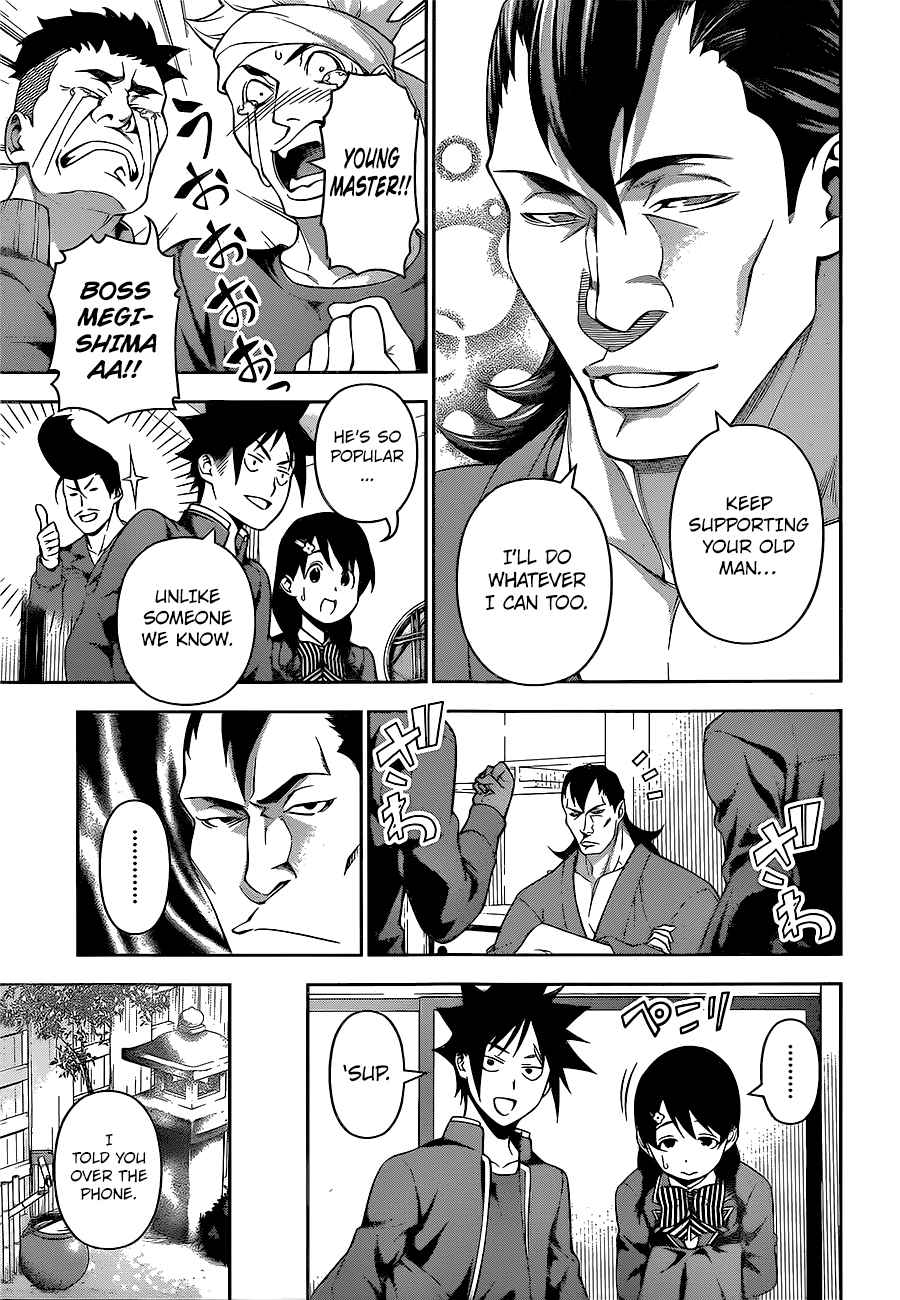 KEEP
SUPPORTING
YOUR OLD
MAN...
I'LL DO
WHATEVER
I CAN TOO.
YOUNG
MASTER!!
うおおおおっ
BOSS
MEGI-
SHIMA
AA!!
HE'S SO
POPULAR
...
UNLIKE
SOMEONE
WE KNOW.
ざわ
ざわ
.........
.........
ペこり
'SUP.
I
TOLD YOU
OVER THE
PHONE.